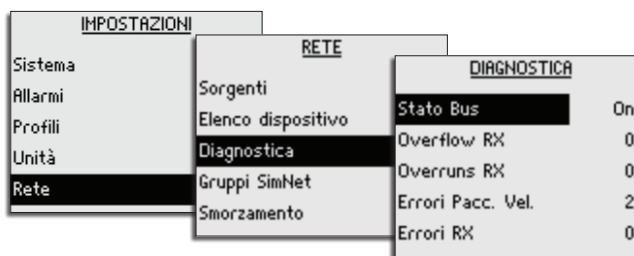 IMPOSTAZIONI
Sistema
Allarmi
Profili
Unità
Rete
RETE
Sorgenti
Elenco dispositivo
Diagnostica
Gruppi SimNet
Smorzamento
DIAGNOSTICA
Stato Bus On
Overflow RX 0
Overruns RX 0
Errori Pacc. Vel. 2
Errori RX 0